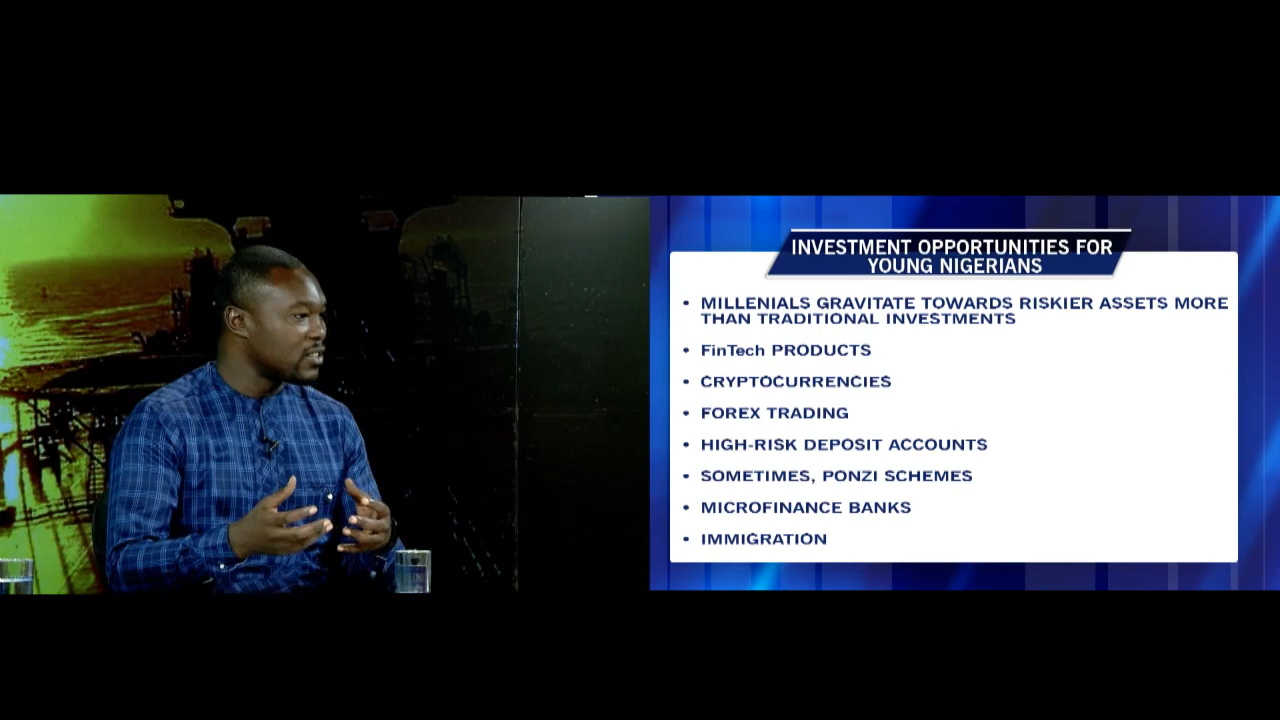 INVESTMENT OPPORTUNITIES FOR
YOUNG NIGERIANS
• MILLENIALS GRAVITATE TOWARDS RISKIER ASSETS MORE
THAN TRADITIONAL INVESTMENTS
• FinTech PRODUCTS
• CRYPTOCURRENCIES
• FOREX TRADING
• HIGH-RISK DEPOSIT ACCOUNTS
• SOMETIMES, PONZI SCHEMES
• MICROFINANCE BANKS
• IMMIGRATION